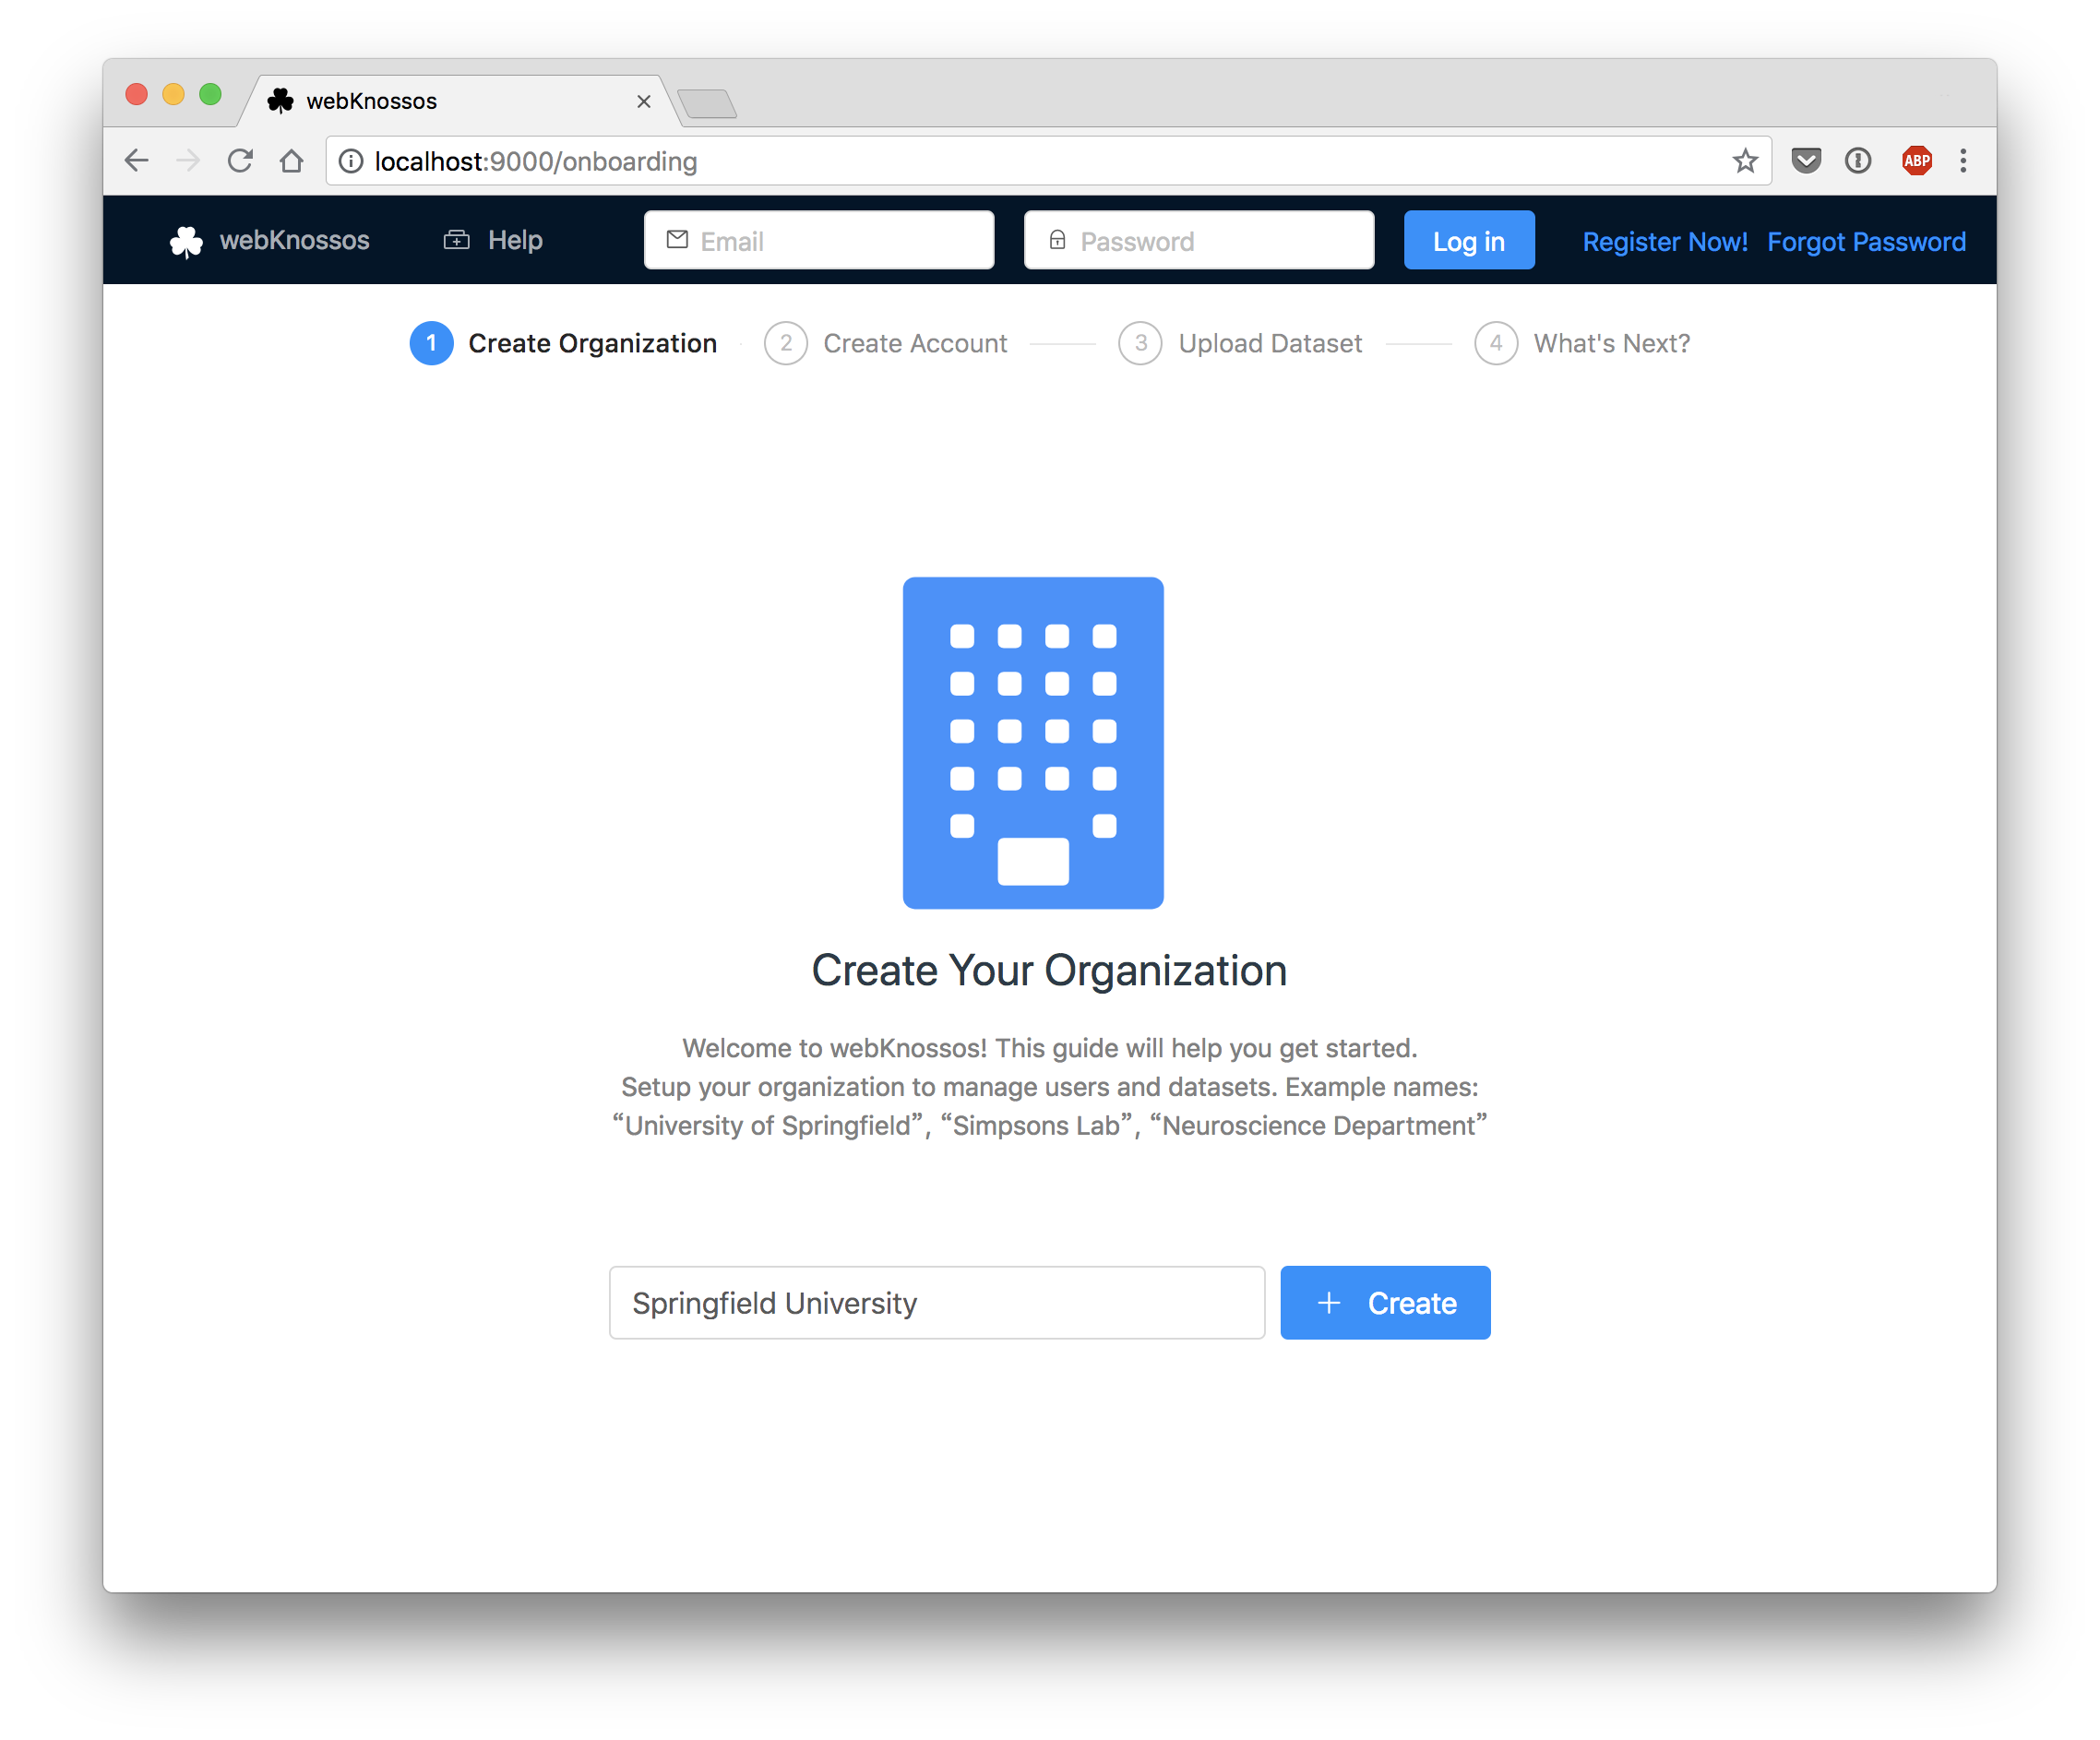 webKnossos
localhost:9000/onboarding
ABP
webKnossos Help Email Password Log in Register Now! Forgot Password
1 Create Organization 2 Create Account 3 Upload Dataset 4 What's Next?
Create Your Organization
Welcome to webKnossos! This guide will help you get started.
Setup your organization to manage users and datasets. Example names:
“University of Springfield”, “Simpsons Lab”, “Neuroscience Department”
Springfield University + Create